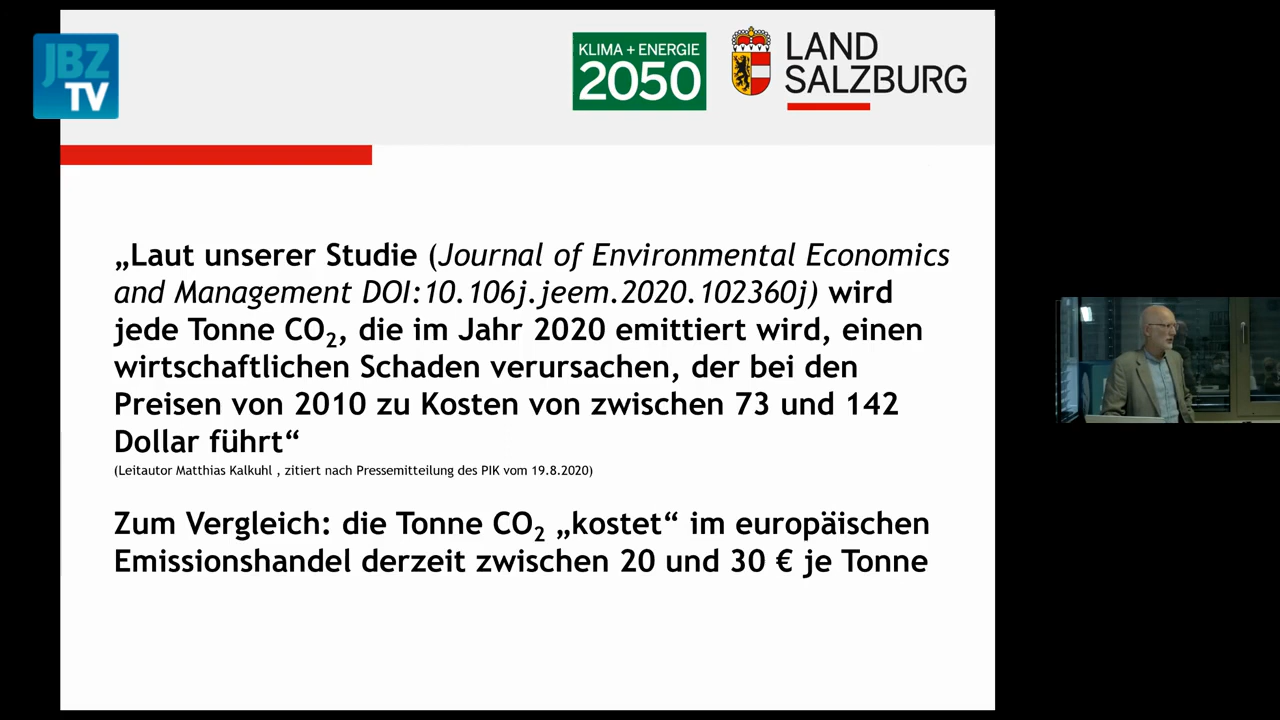 JBZ
TV
KLIMA + ENERGIE
2050
LAND
SALZBURG
„Laut unserer Studie (Journal of Environmental Economics
and Management DOI:10.106j.jeem.2020.102360j) wird
jede Tonne CO₂, die im Jahr 2020 emittiert wird, einen
wirtschaftlichen Schaden verursachen, der bei den
Preisen von 2010 zu Kosten von zwischen 73 und 142
Dollar führt“
(Leitautor Matthias Kalkuhl , zitiert nach Pressemitteilung des PIK vom 19.8.2020)
Zum Vergleich: die Tonne CO₂ „kostet“ im europäischen
Emissionshandel derzeit zwischen 20 und 30 € je Tonne